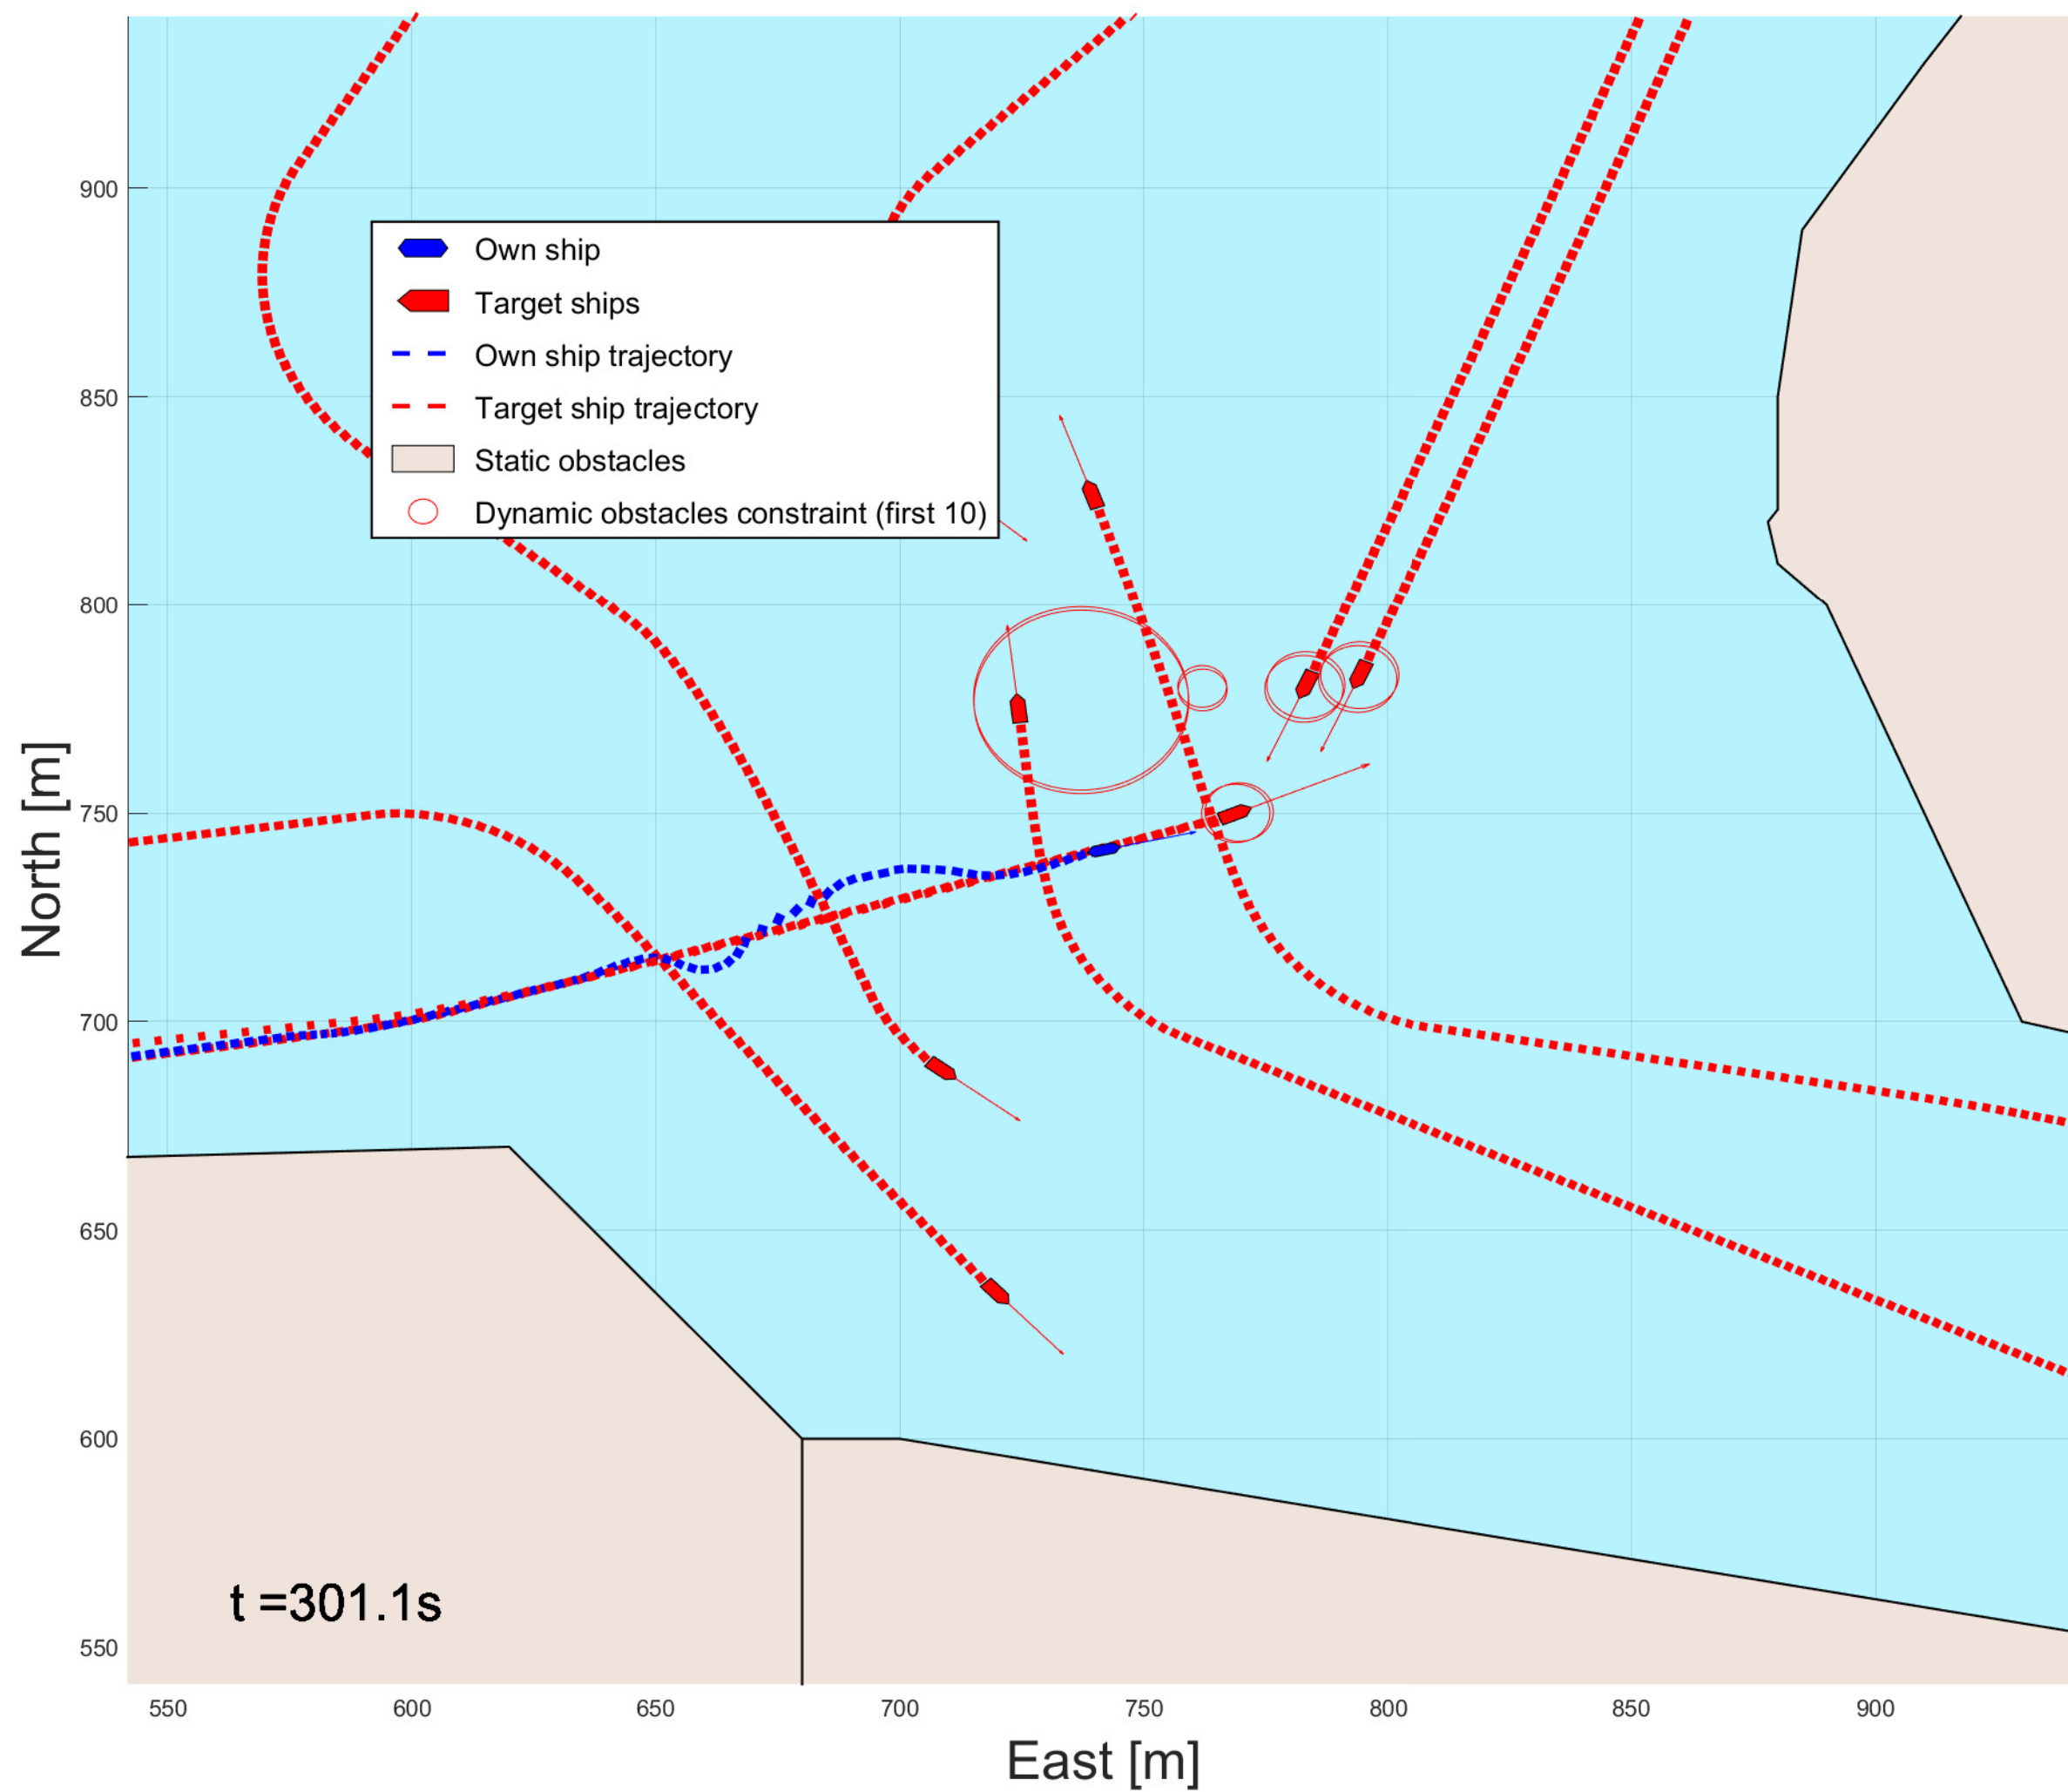 Own ship
Target ships
Own ship trajectory
Target ship trajectory
Static obstacles
Dynamic obstacles constraint (first 10)
900
850
800
750
700
650
600
550
North [m]
t =301.1s
550 600 650 700 750 800 850 900
East [m]